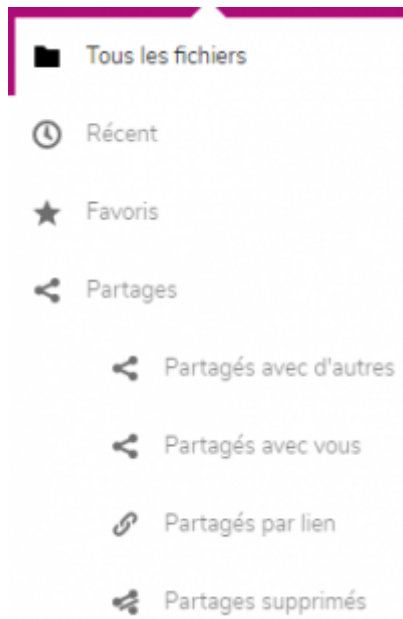 Tous les fichiers
Récent
Favoris
Partages
Partagés avec d'autres
Partagés avec vous
Partagés par lien
Partages supprimés